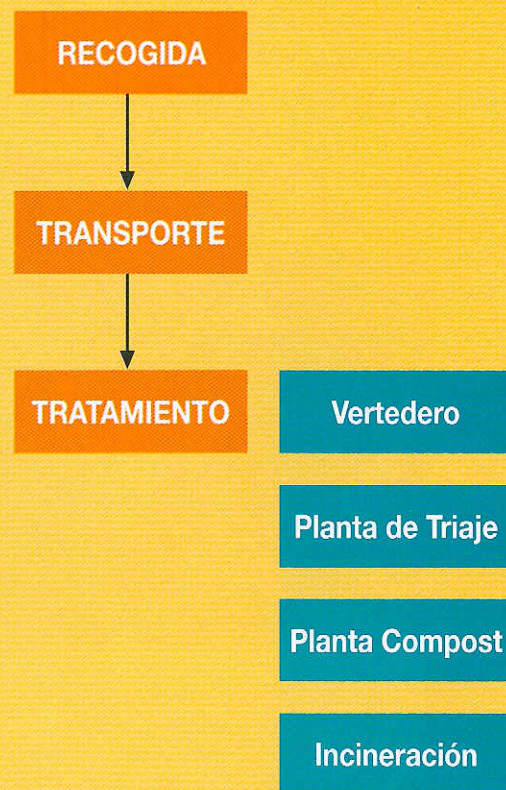 RECOGIDA
TRANSPORTE
TRATAMIENTO
Vertedero
Planta de Triaje
Planta Compost
Incineración